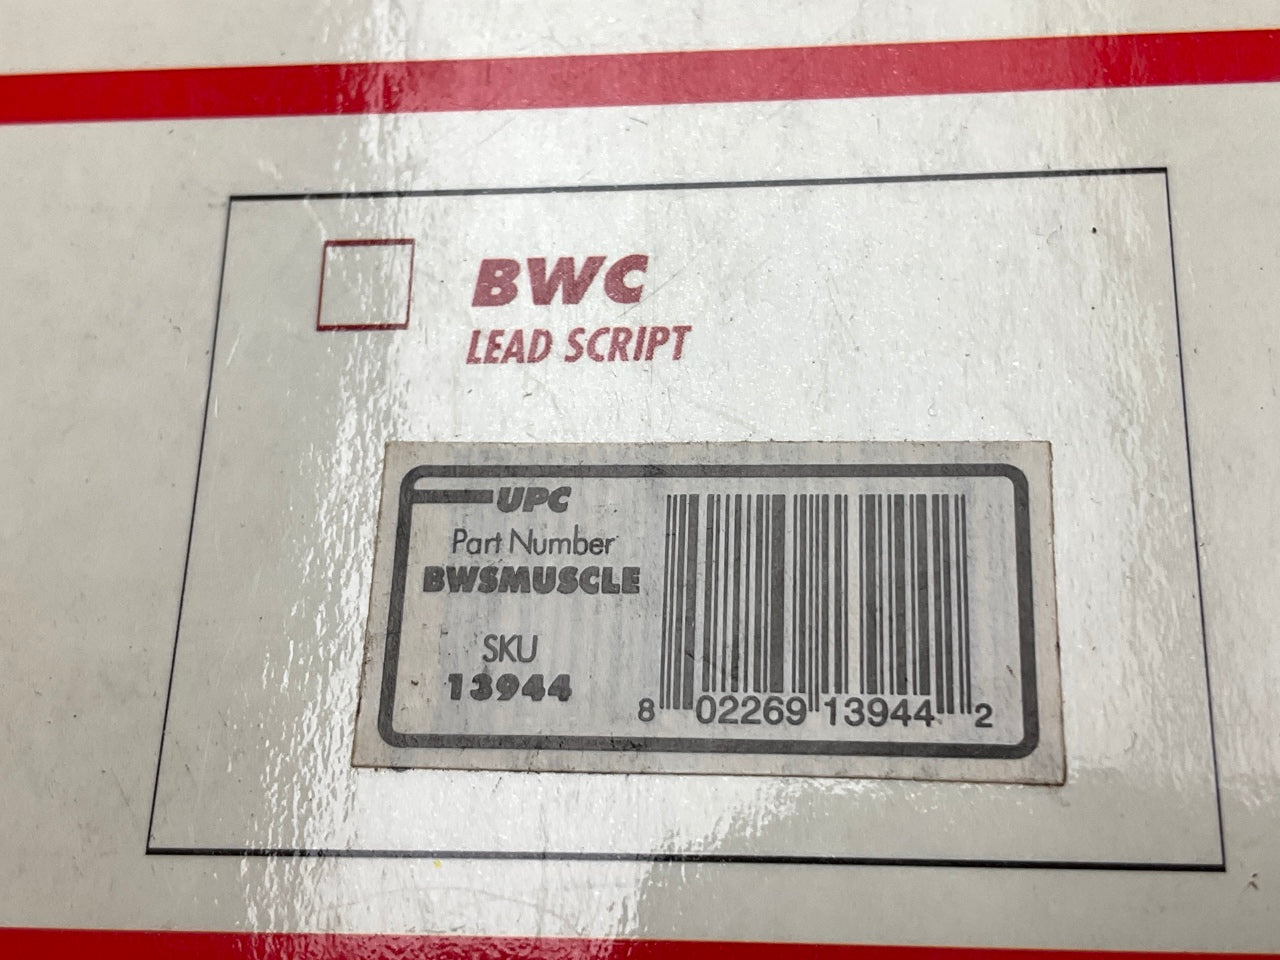 BWC
LEAD SCRIPT
UPC
Part Number
BWSMUSCLE
SKU
13944
8 02269 13944 2